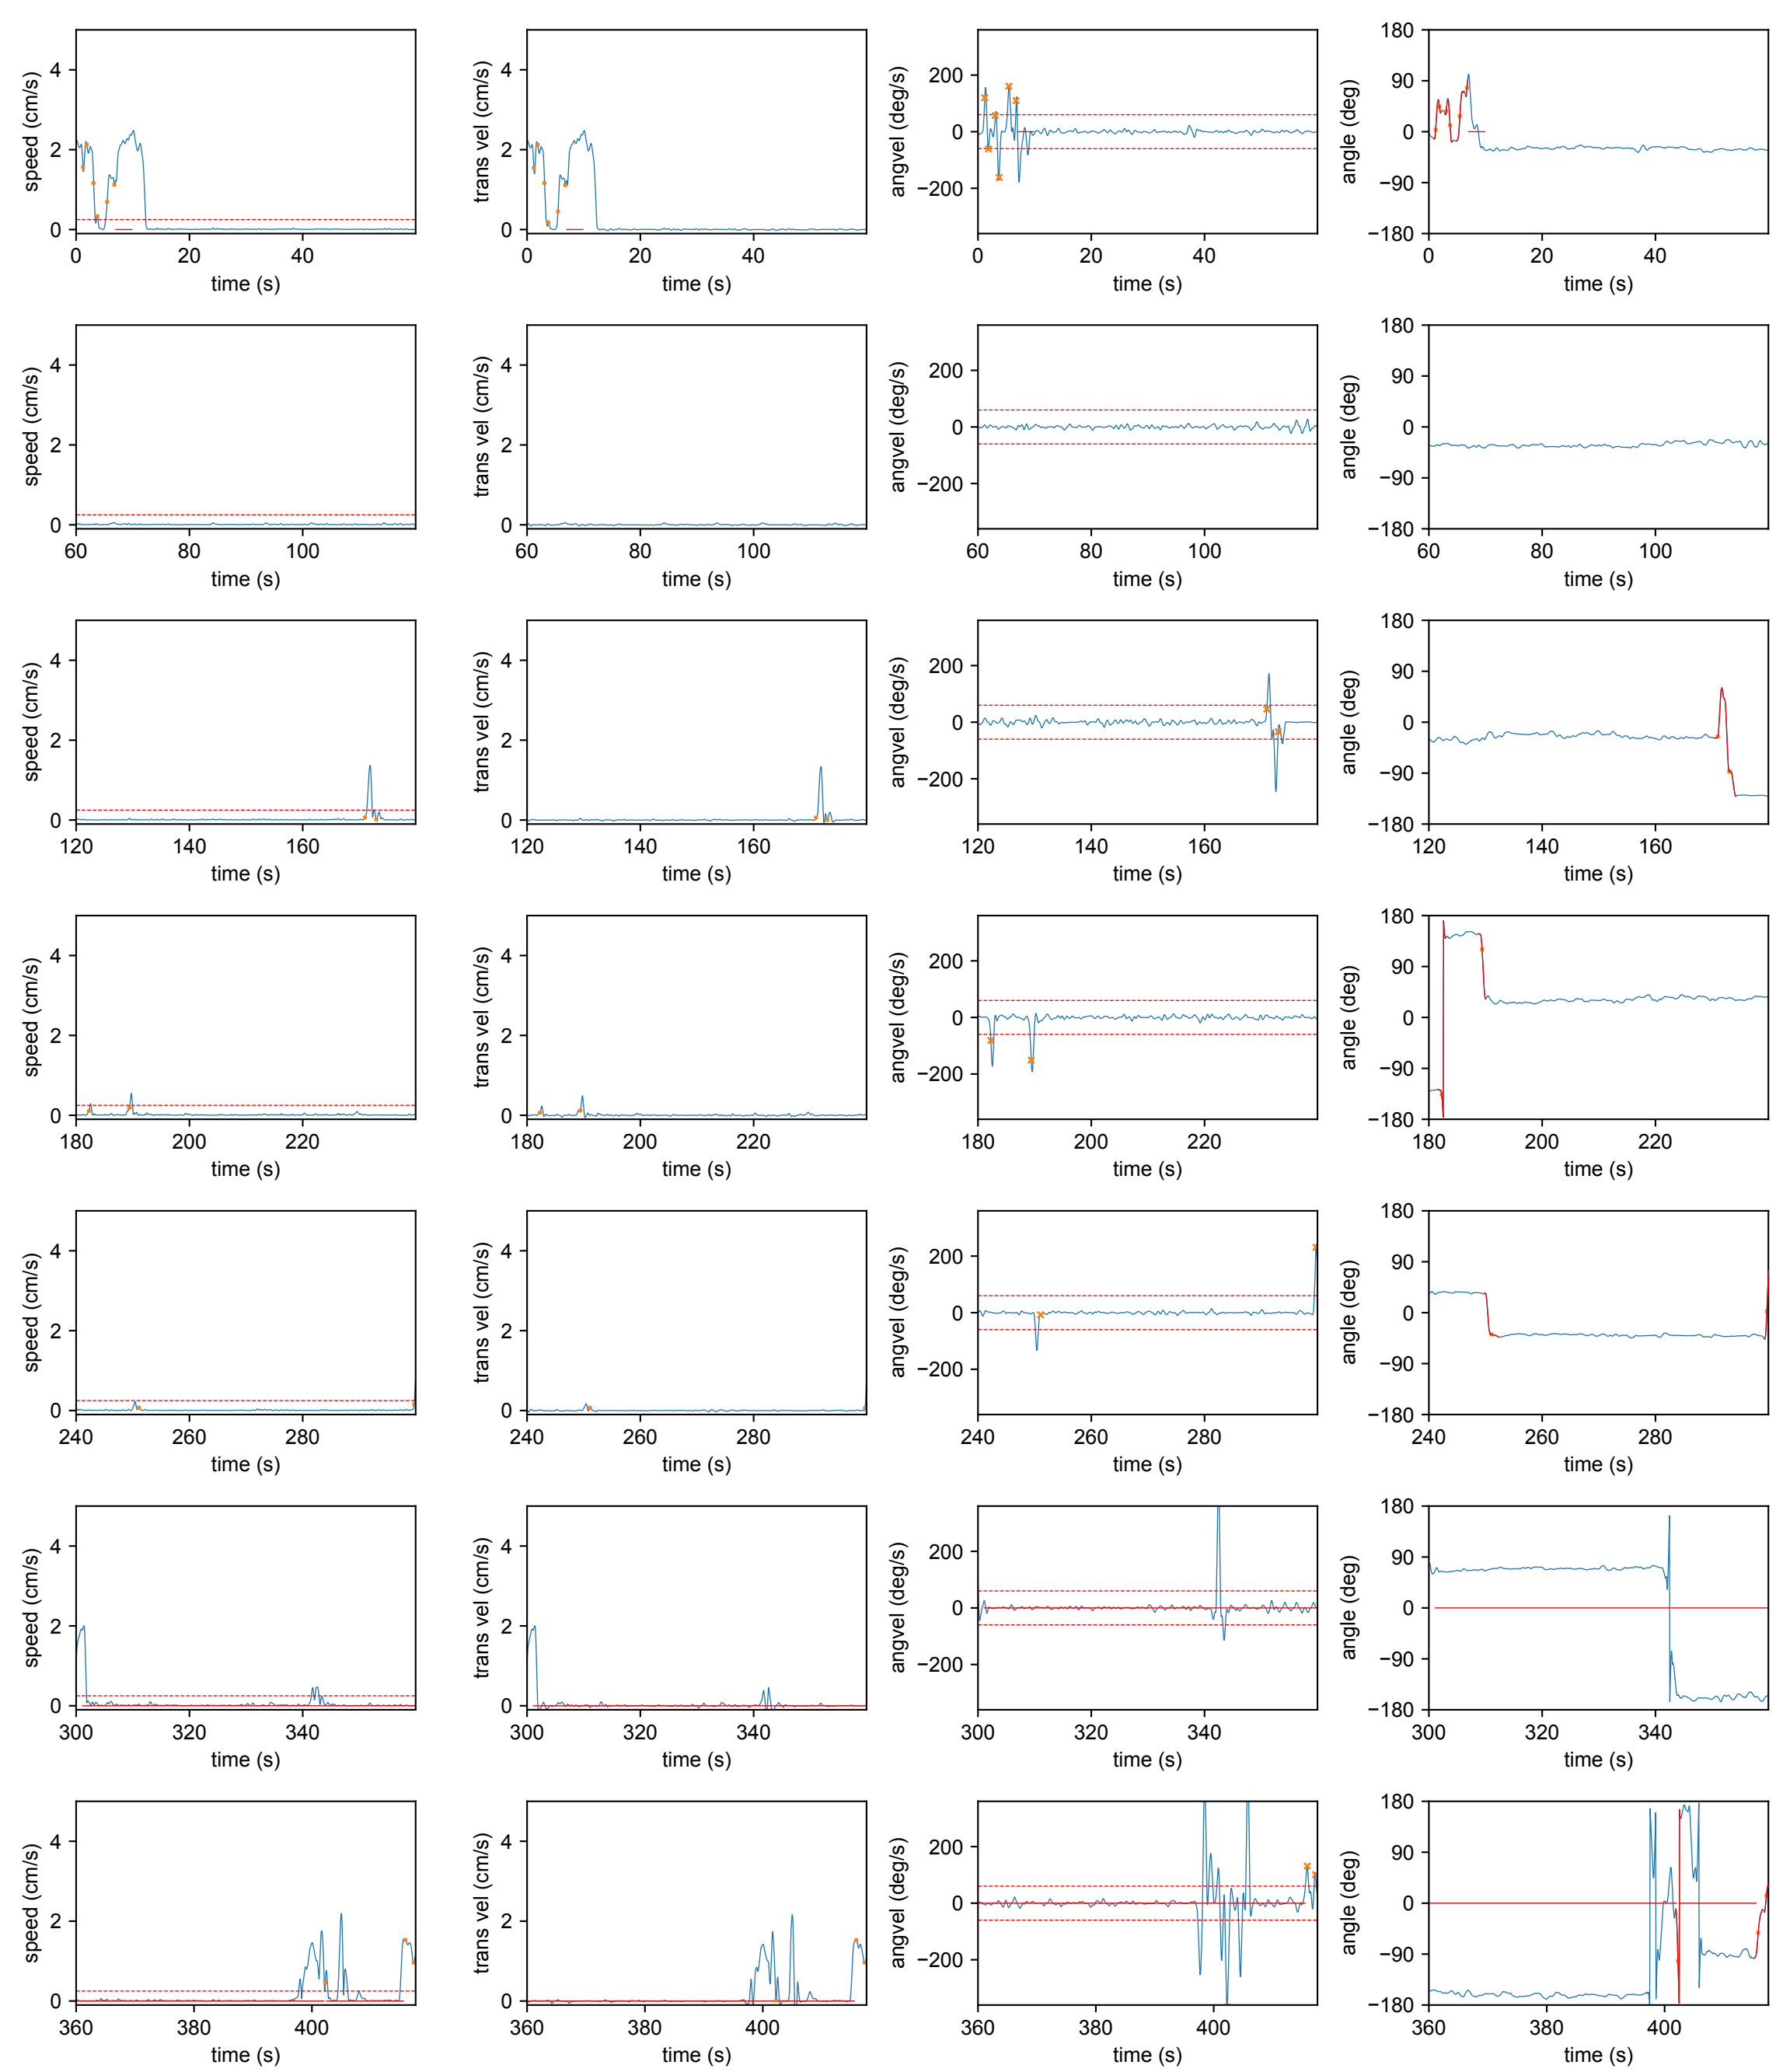 speed (cm/s)
4
2
0
0 20 40
time (s)
trans vel (cm/s)
4
2
0
0 20 40
time (s)
angvel (deg/s)
200
0
−200
0 20 40
time (s)
angle (deg)
180
90
0
−90
−180
0 20 40
time (s)
speed (cm/s)
4
2
0
60 80 100
time (s)
trans vel (cm/s)
4
2
0
60 80 100
time (s)
angvel (deg/s)
200
0
−200
60 80 100
time (s)
angle (deg)
180
90
0
−90
−180
60 80 100
time (s)
speed (cm/s)
4
2
0
120 140 160
time (s)
trans vel (cm/s)
4
2
0
120 140 160
time (s)
angvel (deg/s)
200
0
−200
120 140 160
time (s)
angle (deg)
180
90
0
−90
−180
120 140 160
time (s)
speed (cm/s)
4
2
0
180 200 220
time (s)
trans vel (cm/s)
4
2
0
180 200 220
time (s)
angvel (deg/s)
200
0
−200
180 200 220
time (s)
angle (deg)
180
90
0
−90
−180
180 200 220
time (s)
speed (cm/s)
4
2
0
240 260 280
time (s)
trans vel (cm/s)
4
2
0
240 260 280
time (s)
angvel (deg/s)
200
0
−200
240 260 280
time (s)
angle (deg)
180
90
0
−90
−180
240 260 280
time (s)
speed (cm/s)
4
2
0
300 320 340
time (s)
trans vel (cm/s)
4
2
0
300 320 340
time (s)
angvel (deg/s)
200
0
−200
300 320 340
time (s)
angle (deg)
180
90
0
−90
−180
300 320 340
time (s)
speed (cm/s)
4
2
0
360 380 400
time (s)
trans vel (cm/s)
4
2
0
360 380 400
time (s)
angvel (deg/s)
200
0
−200
360 380 400
time (s)
angle (deg)
180
90
0
−90
−180
360 380 400
time (s)